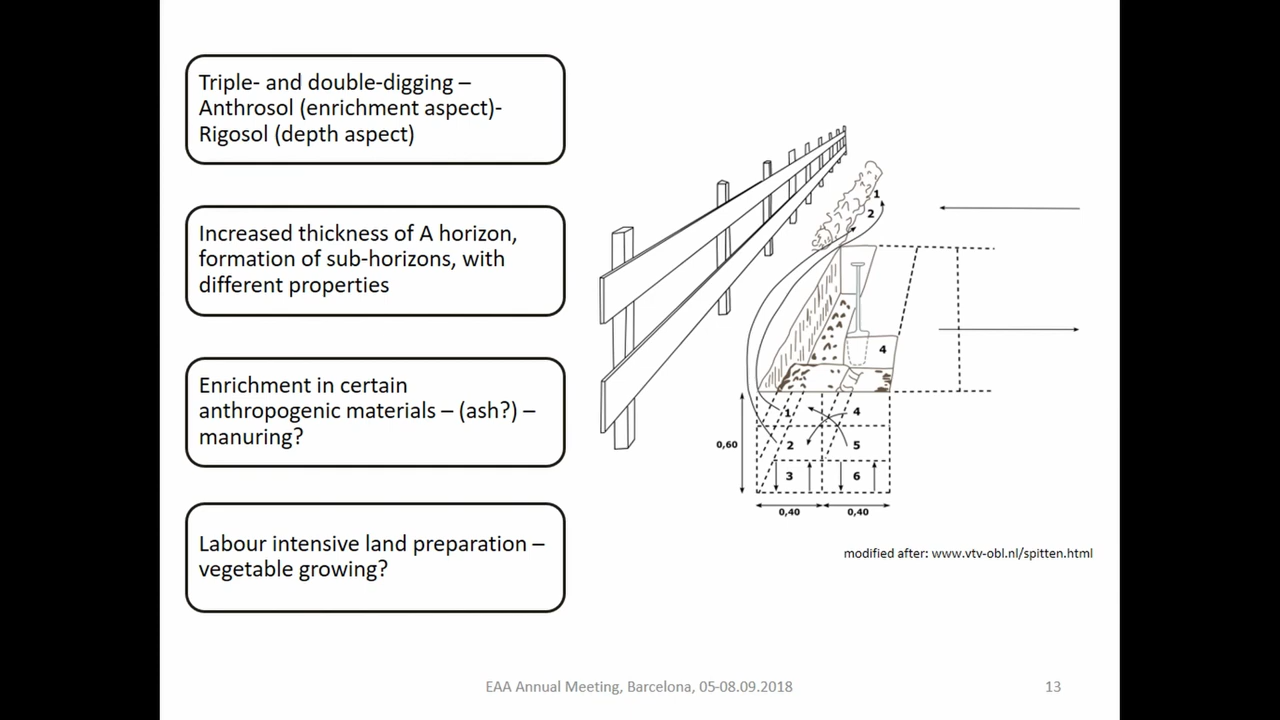 Triple- and double-digging –
Anthrosol (enrichment aspect)-
Rigosol (depth aspect)
Increased thickness of A horizon,
formation of sub-horizons, with
different properties
Enrichment in certain
anthropogenic materials – (ash?) –
manuring?
Labour intensive land preparation –
vegetable growing?
1
2
4
1
4
0,60
2
5
3
6
0,40
0,40
modified after: www.vtv-obl.nl/spitten.html
EAA Annual Meeting, Barcelona, 05-08.09.2018
13